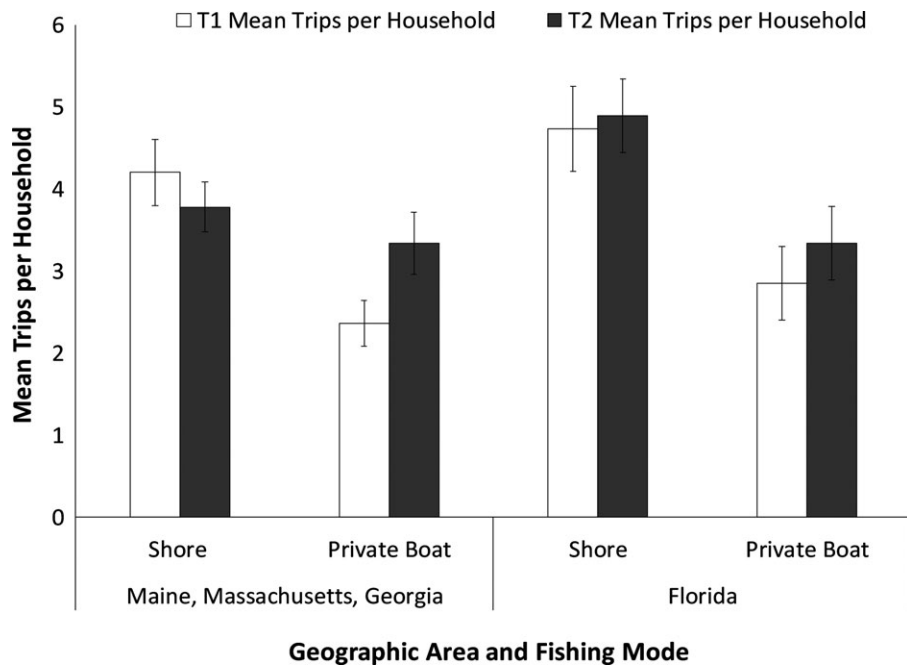 T1 Mean Trips per Household T2 Mean Trips per Household
Mean Trips per Household
6
5
4
3
2
1
0
Shore Private Boat Shore Private Boat
Maine, Massachusetts, Georgia Florida
Geographic Area and Fishing Mode